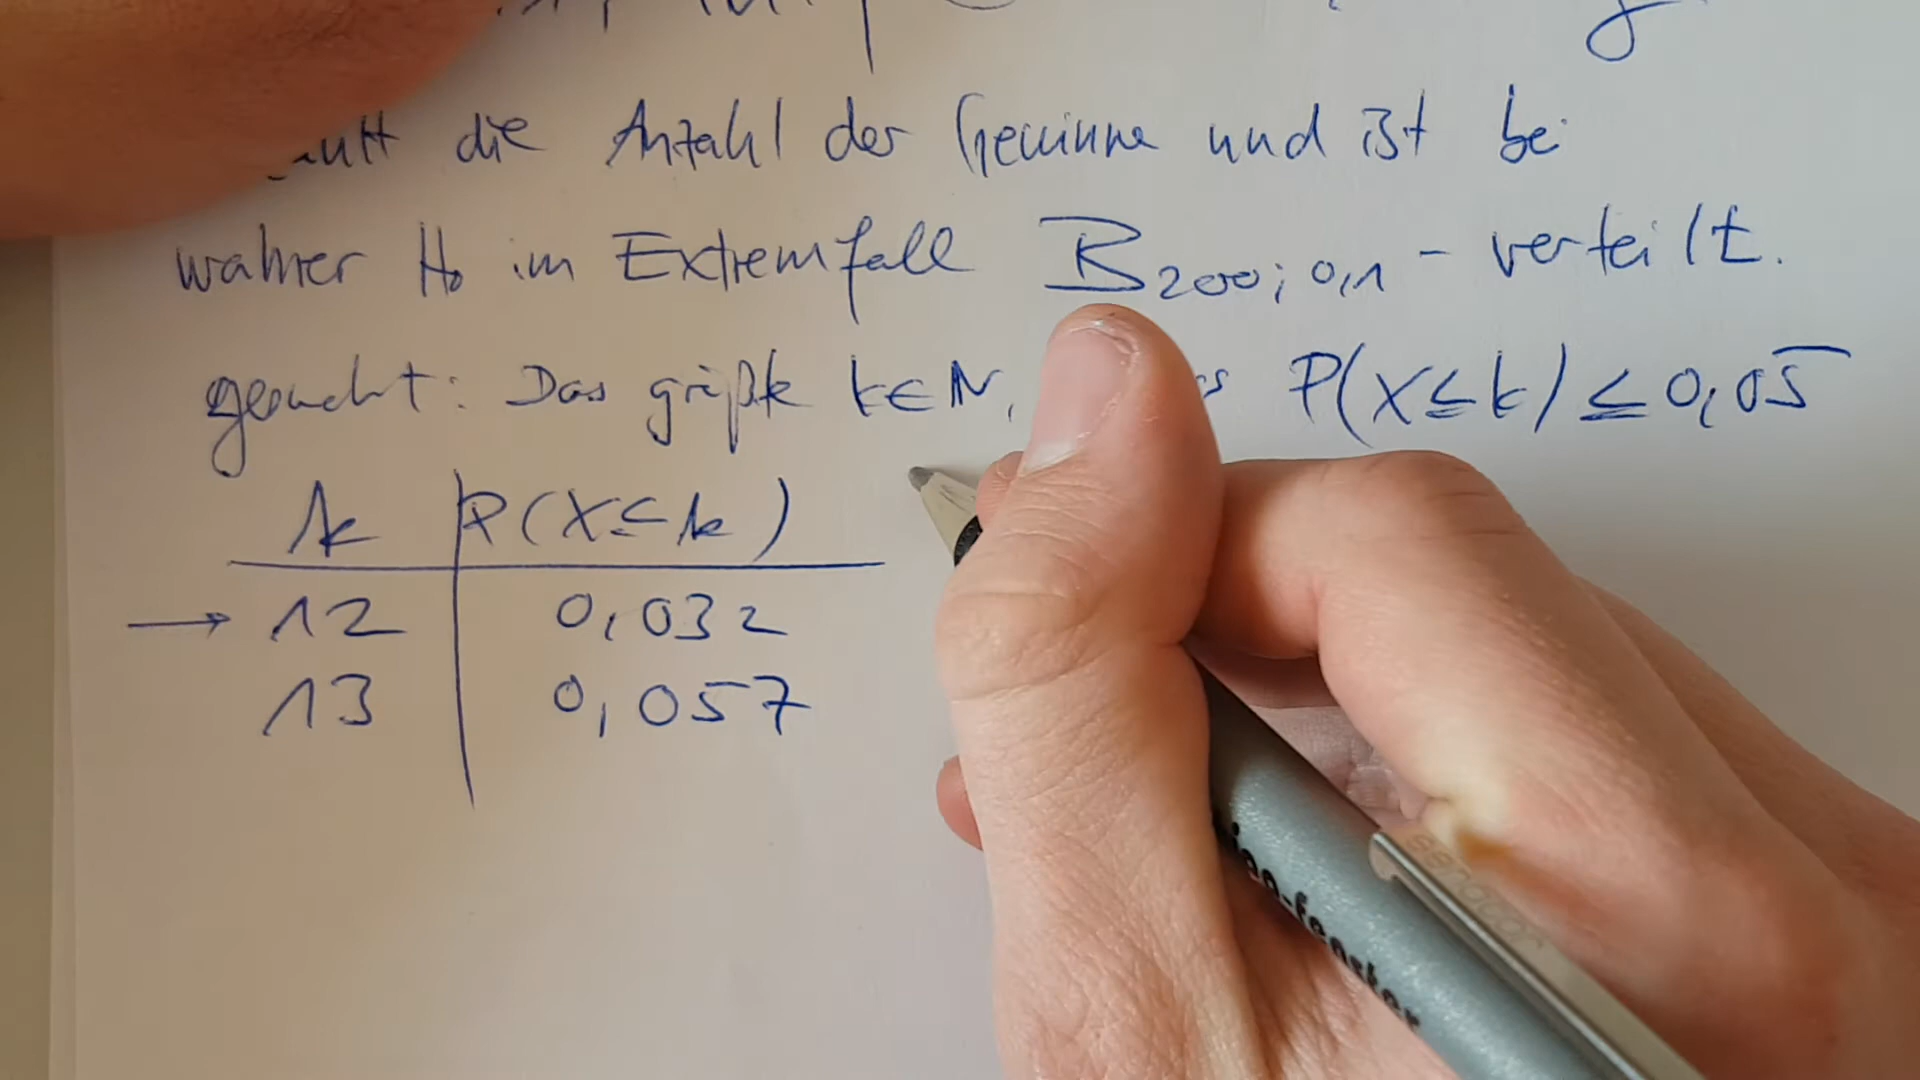 die Anzahl der Gewinne und ist bei
wahrer H₀ im Extremfall B₂₀₀;₀,₁ - verteilt.
gesucht: Das größte k∈ℕ, P(X≤k) ≤ 0,05
k P(X≤k)
→ 12 0,032
13 0,057